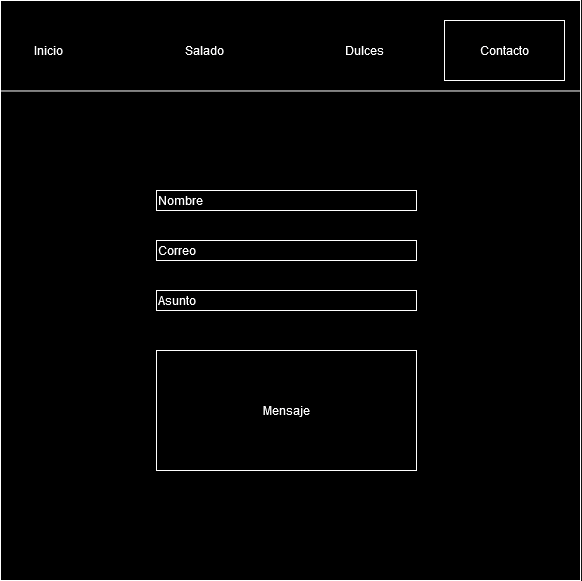 Inicio
Salado
Dulces
Contacto
Nombre
Correo
Asunto
Mensaje